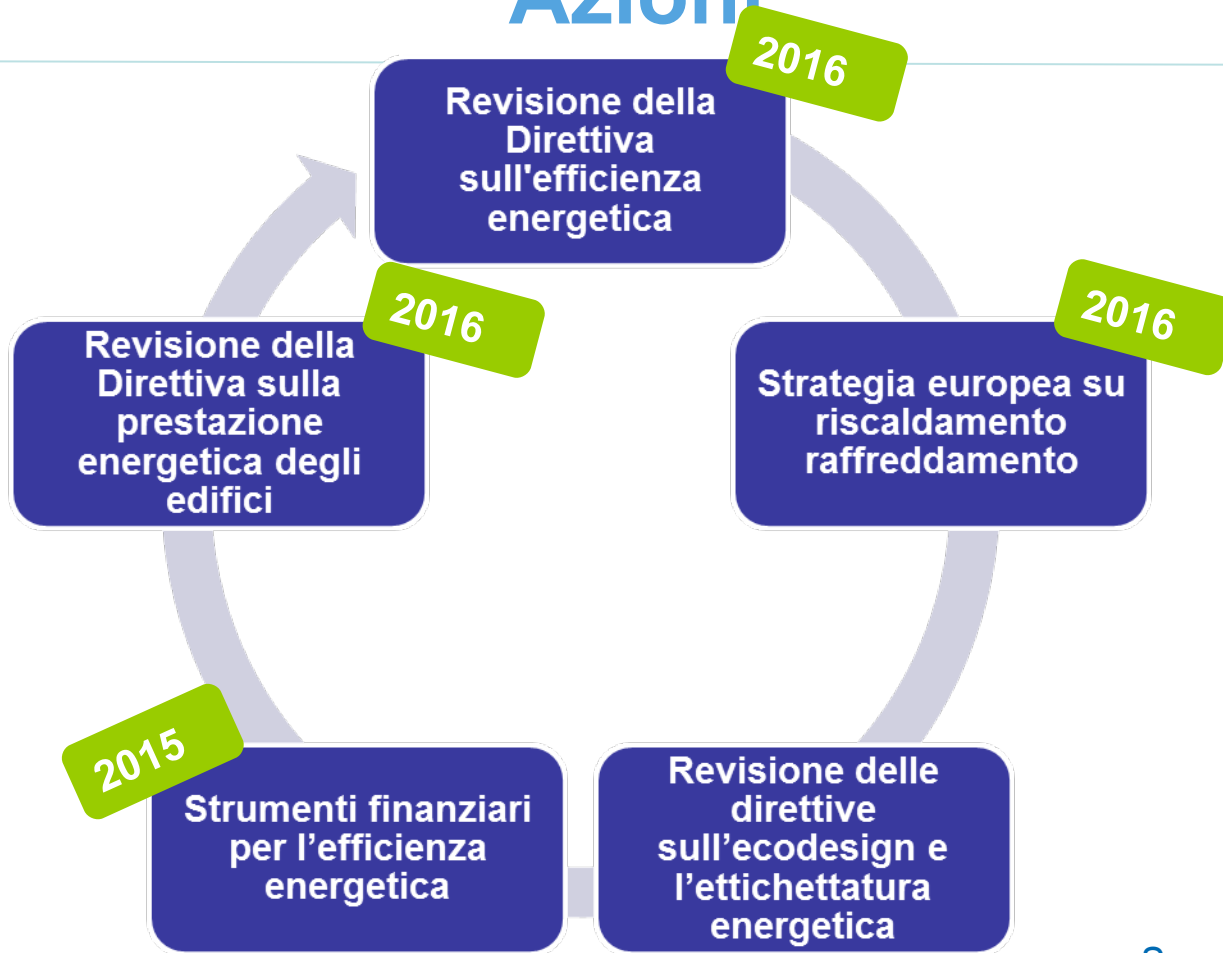 Azioni
2016
Revisione della
Direttiva
sull'efficienza
energetica
2016
Strategia europea su
riscaldamento
raffreddamento
Revisione delle
direttive
sull’ecodesign e
l’ettichettatura
energetica
2015
Strumenti finanziari
per l’efficienza
energetica
2016
Revisione della
Direttiva sulla
prestazione
energetica degli
edifici